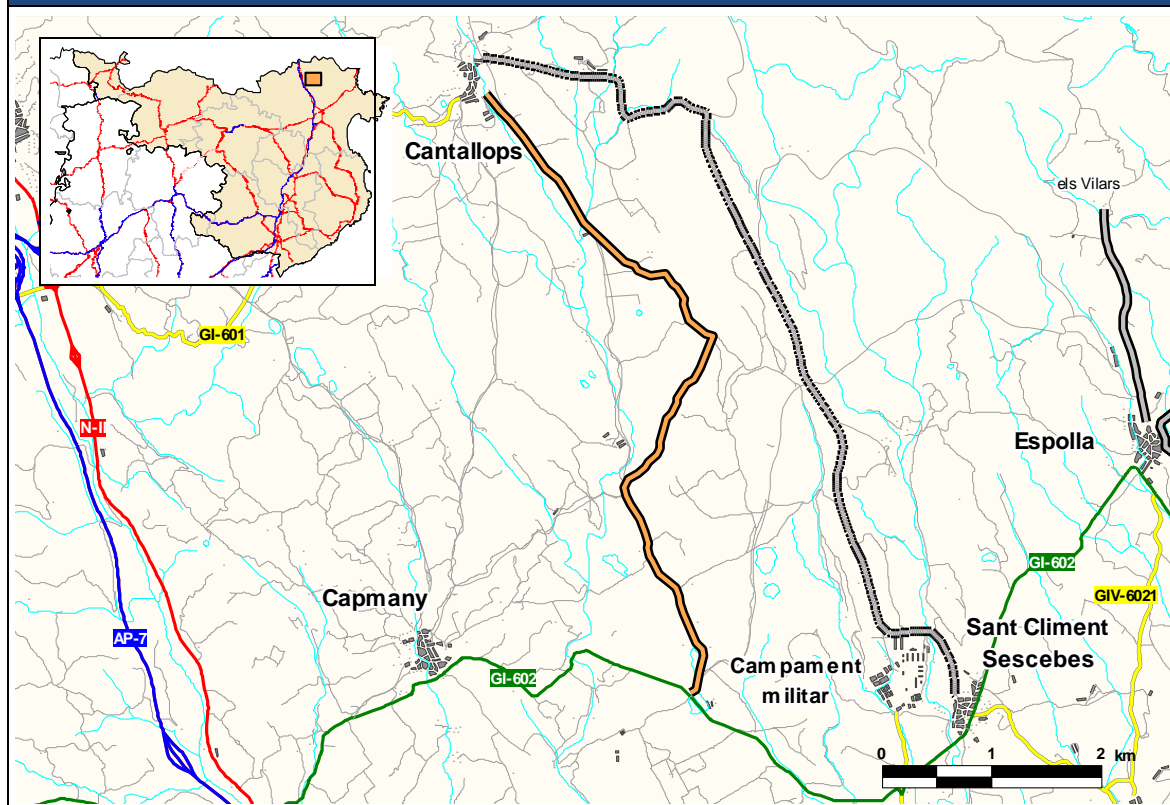 Cantallops
els Vilars
GI-601
N-II
Espolla
GI-602
Capmany
GIV-6021
AP-7
Sant Climent
Sescebes
GI-602
Campament
militar
0 1 2 km